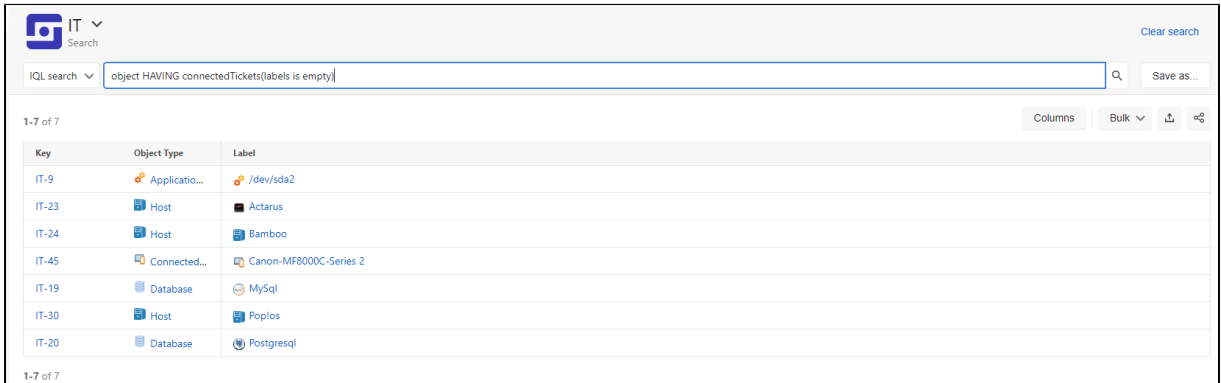 IT
Search
Clear search
IQL search object HAVING connectedTickets(labels is empty) Save as...
1-7 of 7 Columns Bulk
Key Object Type Label
IT-9 Applicatio... /dev/sda2
IT-23 Host Actarus
IT-24 Host Bamboo
IT-45 Connected... Canon-MF8000C-Series 2
IT-19 Database MySql
IT-30 Host Poplos
IT-20 Database Postgresql
1-7 of 7